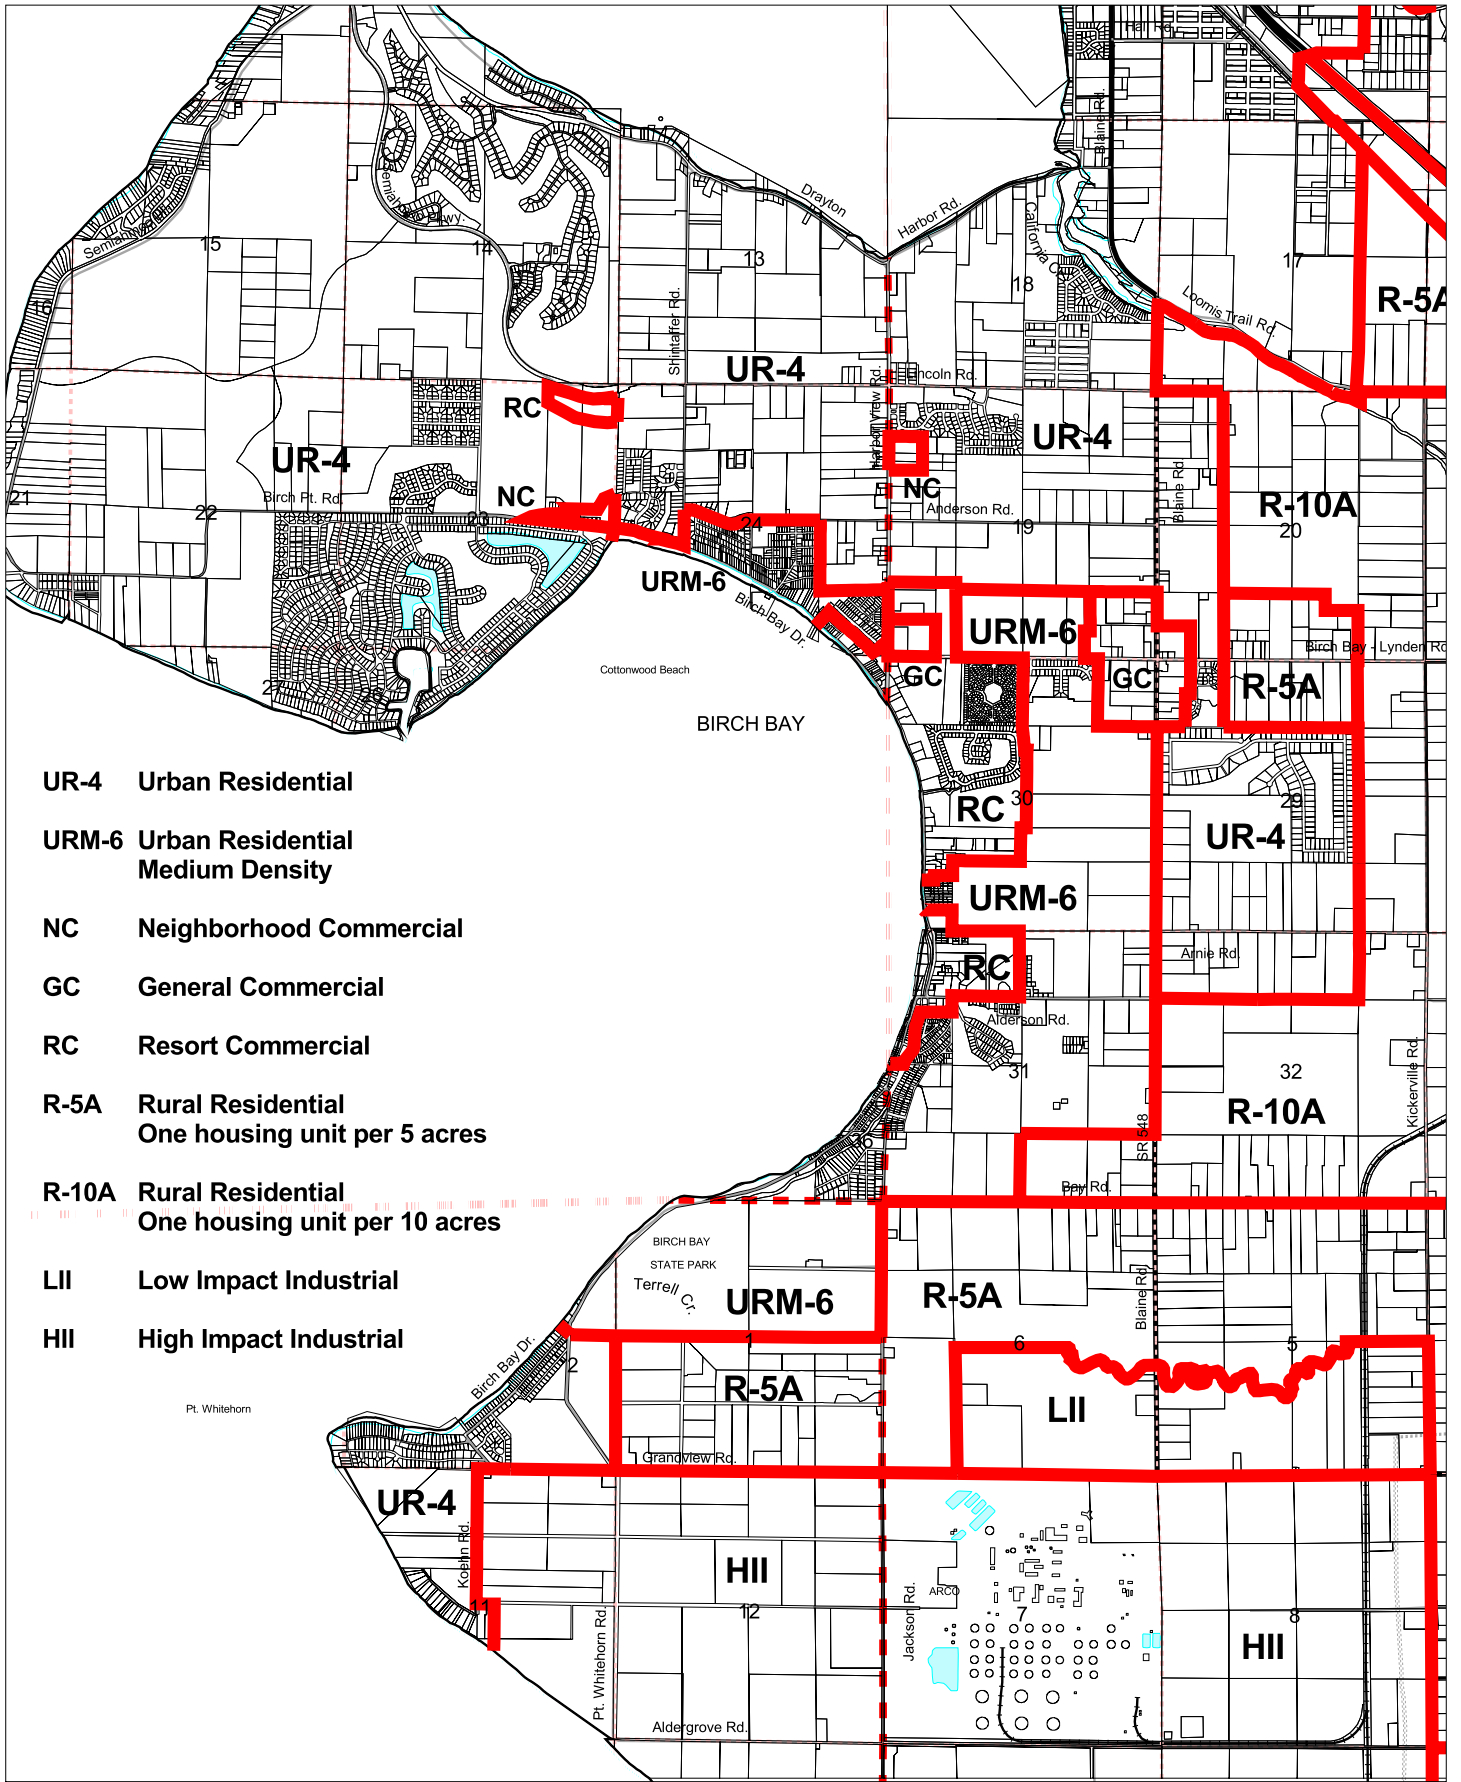 Hall Rd.
Blaine Rd.
Drayton
Harbor Rd.
Semiahmoo Pkwy.
California Cr.
Semiahmoo
15
14
13
18
17
16
Loomis Trail Rd.
R-5A
Shintaffer Rd.
UR-4
Lincoln Rd.
Harbor View Rd.
RC
UR-4
UR-4
NC
NC
Blaine Rd
R-10A
Birch Pt. Rd.
Anderson Rd.
21
22
23
24
19
20
URM-6
Birch Bay Dr.
URM-6
Birch Bay - Lynden Rd
Cottonwood Beach
GC
GC
R-5A
27
26
BIRCH BAY
UR-4 Urban Residential
URM-6 Urban Residential
Medium Density
NC Neighborhood Commercial
GC General Commercial
RC Resort Commercial
R-5A Rural Residential
One housing unit per 5 acres
R-10A Rural Residential
One housing unit per 10 acres
LII Low Impact Industrial
HII High Impact Industrial
RC
30
29
UR-4
URM-6
Arnie Rd.
RC
Alderson Rd.
31
32
Kickerville Rd.
R-10A
SR 548
36
Bay Rd.
BIRCH BAY
STATE PARK
Terrell Cr.
URM-6
R-5A
Blaine Rd
1
6
5
Birch Bay Dr.
2
R-5A
LII
Pt. Whitehorn
Grandview Rd.
UR-4
Koehn Rd.
HII
ARCO
11
12
7
8
Jackson Rd.
Pt. Whitehorn Rd.
HII
Aldergrove Rd.